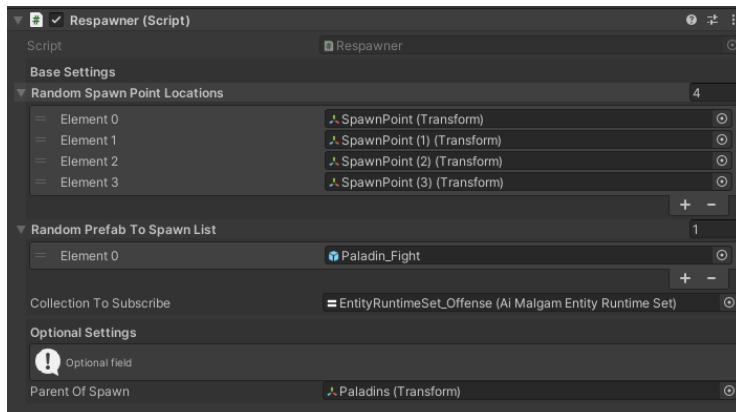 # Respawner (Script)
Script Respawner
Base Settings
Random Spawn Point Locations 4
Element 0 SpawnPoint (Transform)
Element 1 SpawnPoint (1) (Transform)
Element 2 SpawnPoint (2) (Transform)
Element 3 SpawnPoint (3) (Transform)
+ -
Random Prefab To Spawn List 1
Element 0 Paladin_Fight
+ -
Collection To Subscribe EntityRuntimeSet_Offense (Ai Malgam Entity Runtime Set)
Optional Settings
! Optional field
Parent Of Spawn Paladins (Transform)